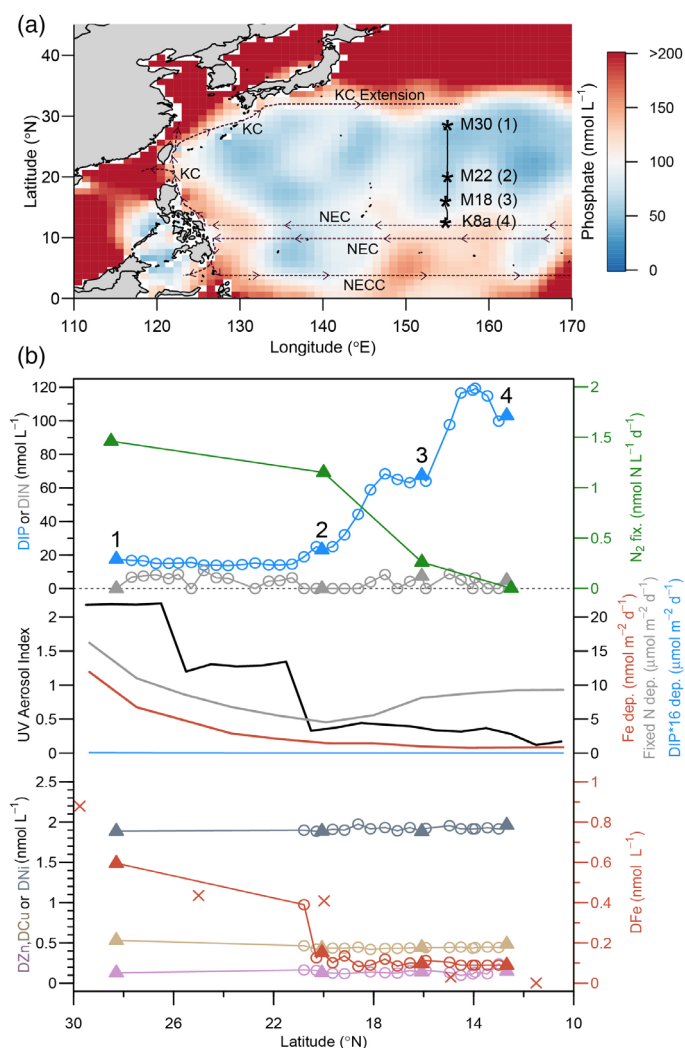 (a)
40
30
20
10
0
Latitude (°N)
KC Extension
KC
KC
M30 (1)
M22 (2)
M18 (3)
K8a (4)
NEC
NEC
NECC
110 120 130 140 150 160 170
Longitude (°E)
>200
150
100
50
0
Phosphate (nmol L⁻¹)
(b)
120
100
80
60
40
20
0
DIP or DIN (nmol L⁻¹)
1
2
3
4
2
1.5
1
0.5
0
N₂ fix. (nmol N L⁻¹ d⁻¹)
2
1.5
1
0.5
0
UV Aerosol Index
20
10
0
Fe dep. (nmol m⁻² d⁻¹)
Fixed N dep. (μmol m⁻² d⁻¹)
DIP*16 dep. (μmol m⁻² d⁻¹)
2.5
2
1.5
1
0.5
0
DZn,DCu or DNi (nmol L⁻¹)
1
0.8
0.6
0.4
0.2
0
DFe (nmol L⁻¹)
30 26 22 18 14 10
Latitude (°N)